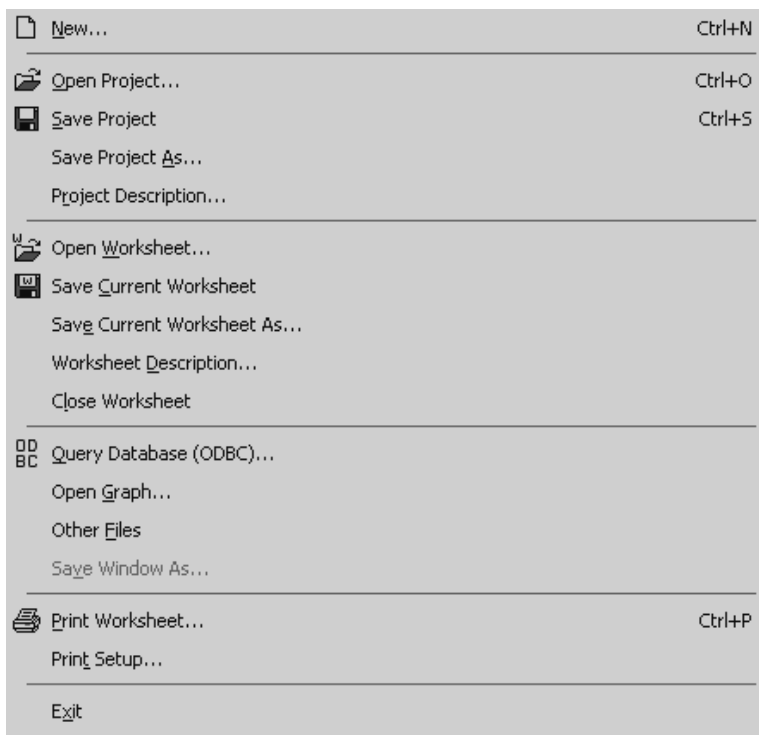 New... Ctrl+N
Open Project... Ctrl+O
Save Project Ctrl+S
Save Project As...
Project Description...
W
Open Worksheet...
W
Save Current Worksheet
Save Current Worksheet As...
Worksheet Description...
Close Worksheet
OD
BC
Query Database (ODBC)...
Open Graph...
Other Files
Save Window As...
Print Worksheet... Ctrl+P
Print Setup...
Exit